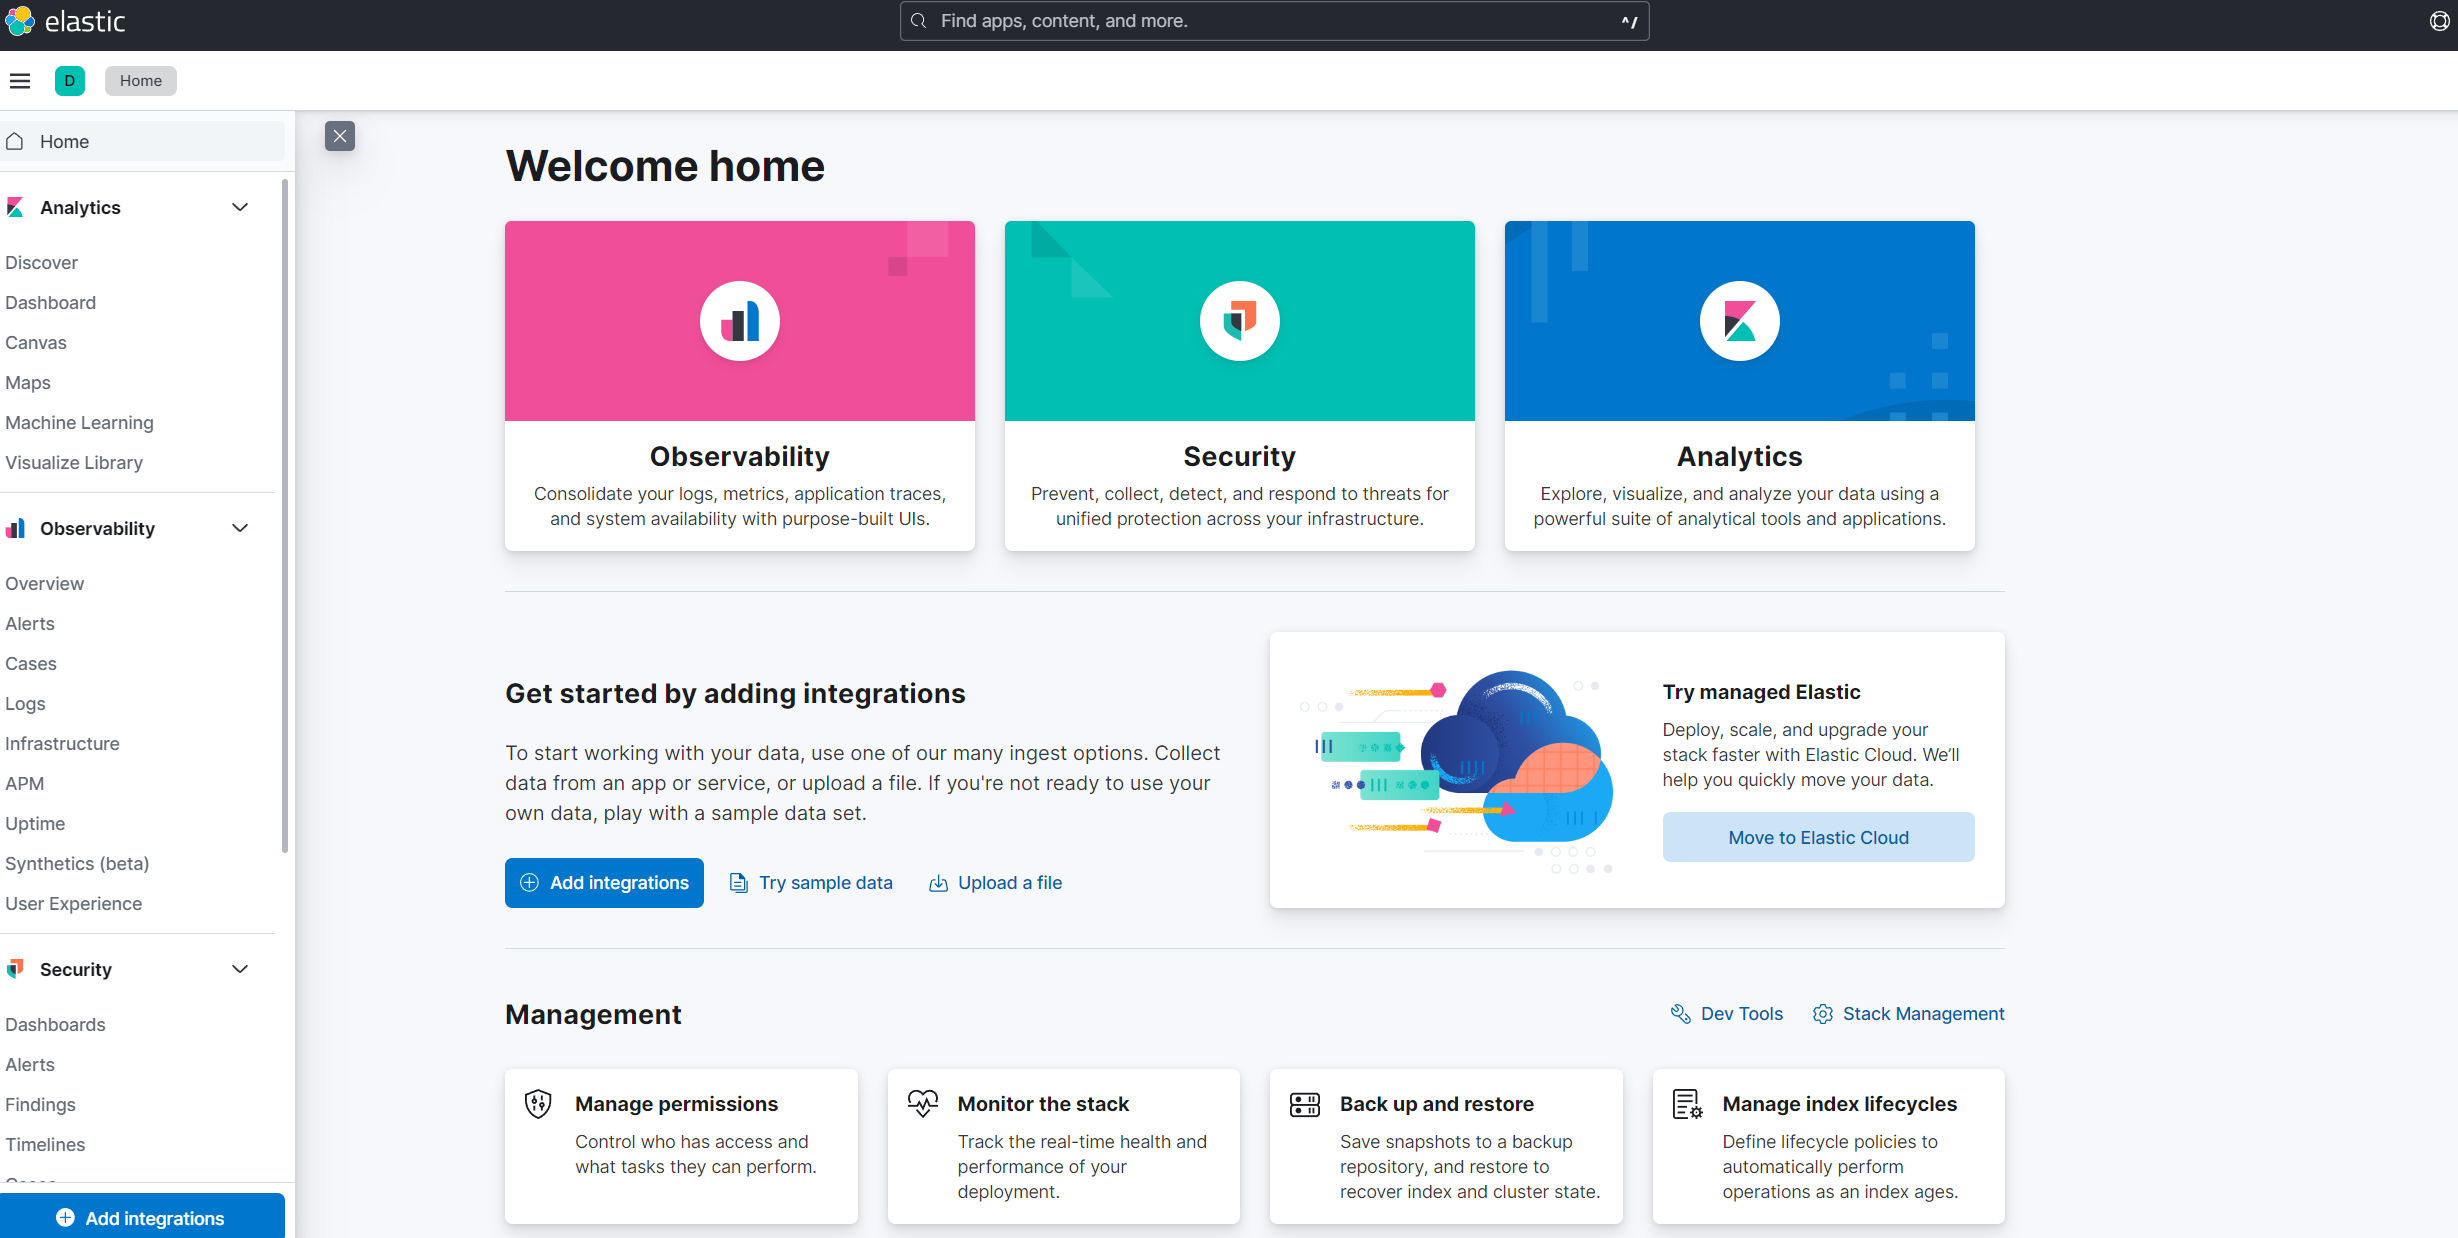 elastic
Find apps, content, and more.
^/
D
Home
Home
Analytics
Discover
Dashboard
Canvas
Maps
Machine Learning
Visualize Library
Observability
Overview
Alerts
Cases
Logs
Infrastructure
APM
Uptime
Synthetics (beta)
User Experience
Security
Dashboards
Alerts
Findings
Timelines
Add integrations
Welcome home
Observability
Consolidate your logs, metrics, application traces,
and system availability with purpose-built UIs.
Security
Prevent, collect, detect, and respond to threats for
unified protection across your infrastructure.
Analytics
Explore, visualize, and analyze your data using a
powerful suite of analytical tools and applications.
Get started by adding integrations
To start working with your data, use one of our many ingest options. Collect
data from an app or service, or upload a file. If you're not ready to use your
own data, play with a sample data set.
Add integrations
Try sample data
Upload a file
Try managed Elastic
Deploy, scale, and upgrade your
stack faster with Elastic Cloud. We’ll
help you quickly move your data.
Move to Elastic Cloud
Management
Dev Tools
Stack Management
Manage permissions
Control who has access and
what tasks they can perform.
Monitor the stack
Track the real-time health and
performance of your
deployment.
Back up and restore
Save snapshots to a backup
repository, and restore to
recover index and cluster state.
Manage index lifecycles
Define lifecycle policies to
automatically perform
operations as an index ages.